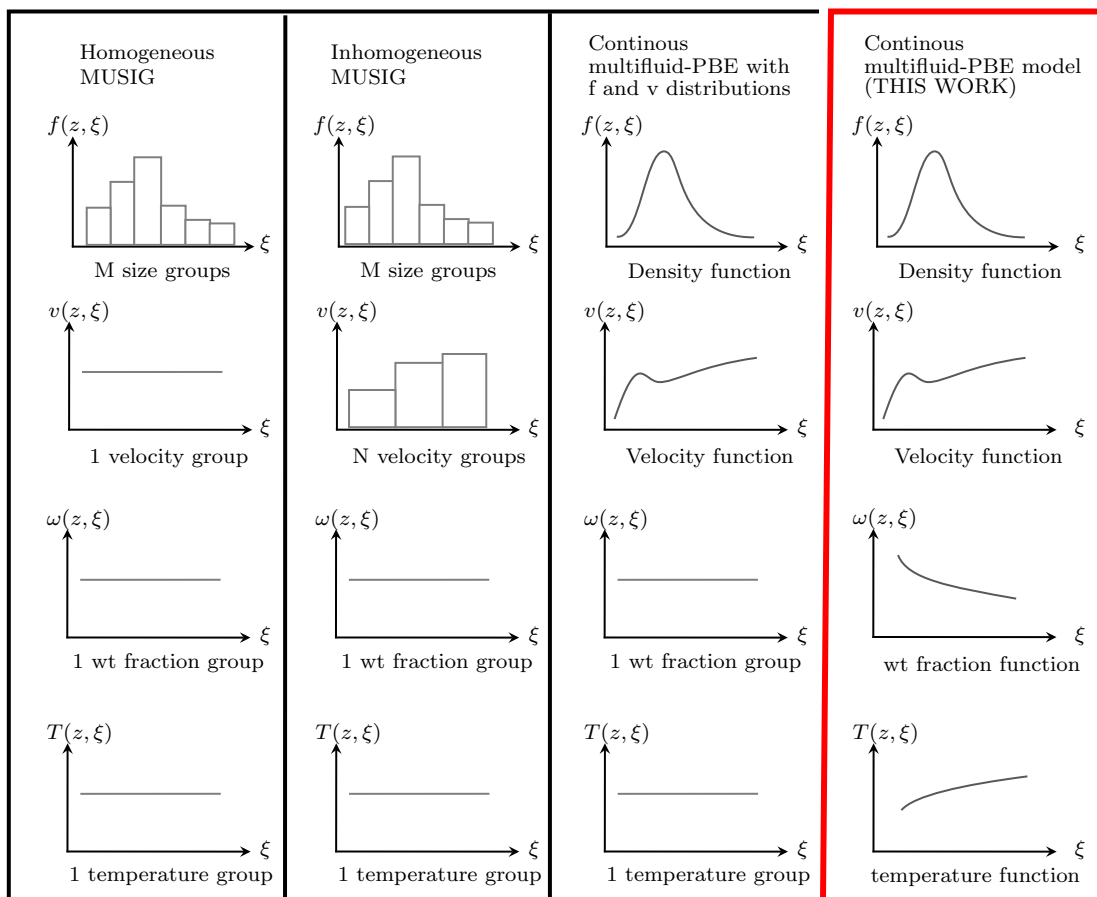 Homogeneous
MUSIG
f(z, ξ)
ξ
M size groups
v(z, ξ)
ξ
1 velocity group
ω(z, ξ)
ξ
1 wt fraction group
T(z, ξ)
ξ
1 temperature group
Inhomogeneous
MUSIG
f(z, ξ)
ξ
M size groups
v(z, ξ)
ξ
N velocity groups
ω(z, ξ)
ξ
1 wt fraction group
T(z, ξ)
ξ
1 temperature group
Continous
multifluid-PBE with
f and v distributions
f(z, ξ)
ξ
Density function
v(z, ξ)
ξ
Velocity function
ω(z, ξ)
ξ
1 wt fraction group
T(z, ξ)
ξ
1 temperature group
Continous
multifluid-PBE model
(THIS WORK)
f(z, ξ)
ξ
Density function
v(z, ξ)
ξ
Velocity function
ω(z, ξ)
ξ
wt fraction function
T(z, ξ)
ξ
temperature function